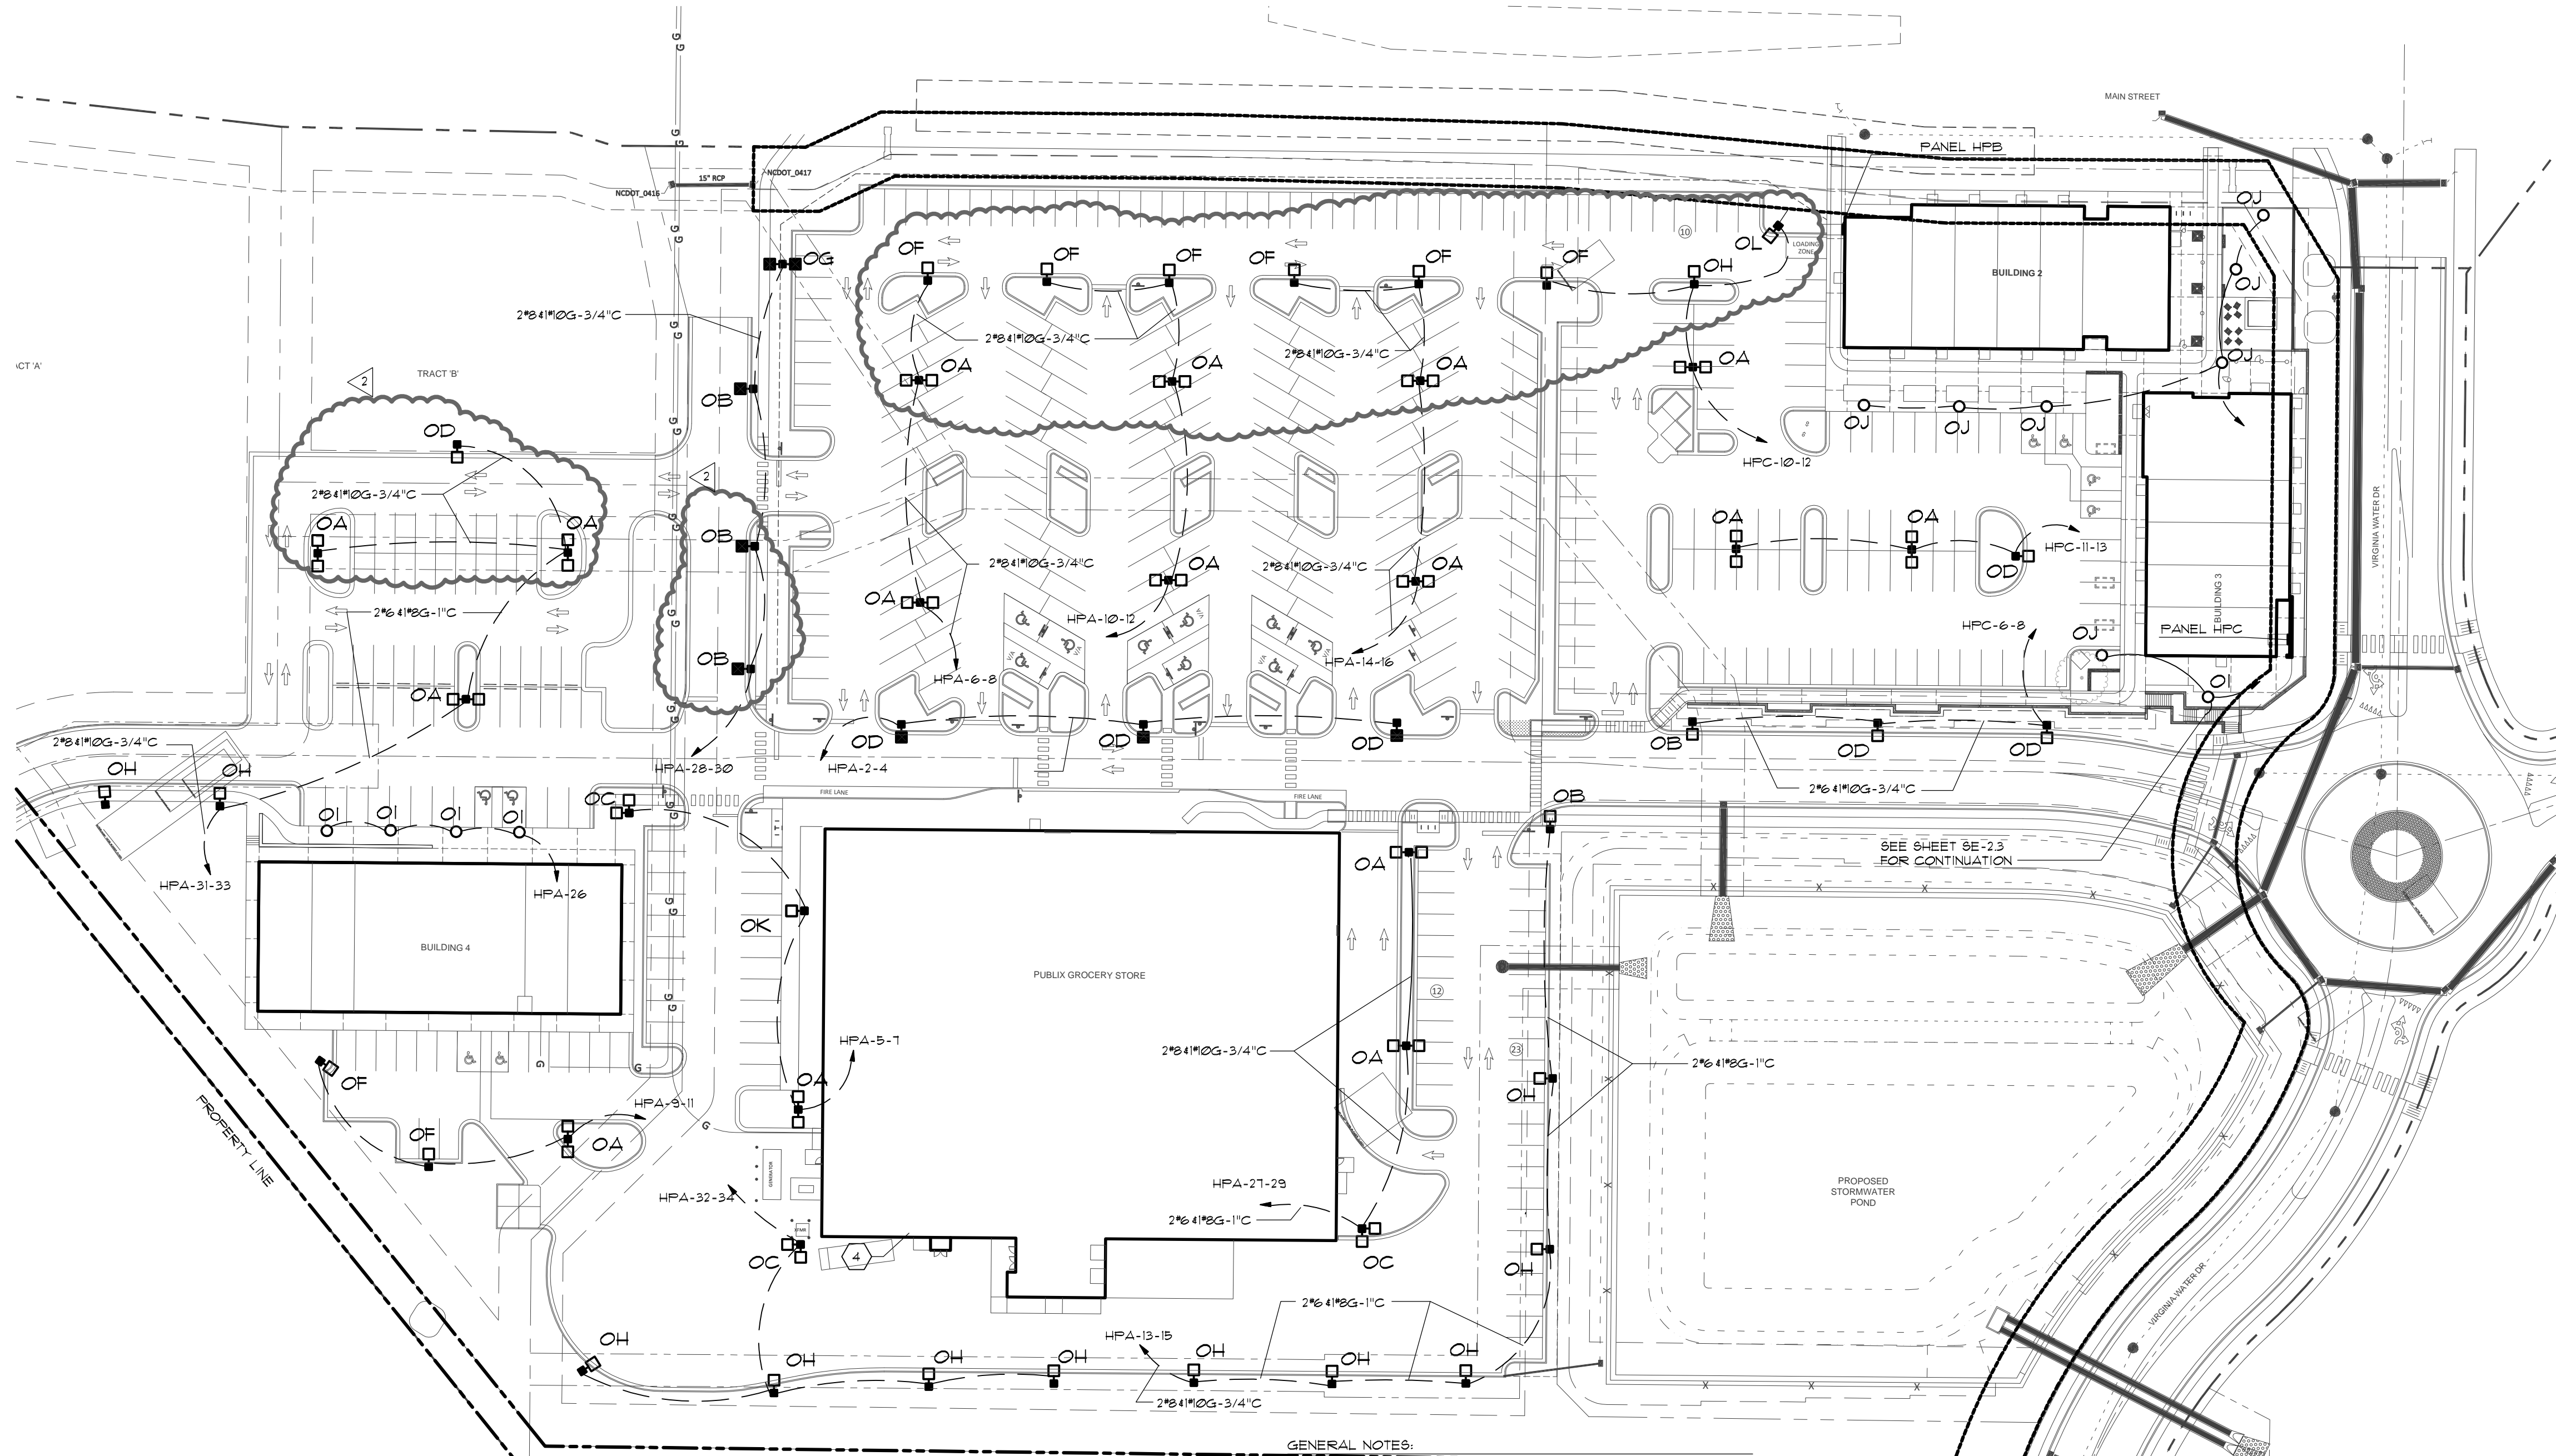 MAIN STREET
PANEL HPB
15" RCP
NCDOT_0417
NCDOT_0416
G
G
G
G
OJ
OF
OF
OF
OF
OF
OF
OH
OL
10
LOADING
ZONE
BUILDING 2
OG
OJ
2#8&1#10G-3/4"C
2#8&1#10G-3/4"C
2#8&1#10G-3/4"C
OA
OA
OA
OA
OJ
ACT 'A'
TRACT 'B'
2
OB
OD
OJ
OJ
OJ
HPC-10-12
2
2#8&1#10G-3/4"C
OA
OA
OB
OA
OA
HPC-11-13
OD
VIRGINIA WATER DR
2#8&1#10G-3/4"C
2#8&1#10G-3/4"C
OA
OA
OA
2#6&1#8G-1"C
HPA-10-12
V/A
V/A
V/A
V/A
HPC-6-8
BUILDING 3
PANEL HPC
OJ
OB
HPA-14-16
HPA-6-8
OI
OA
2#8&1#10G-3/4"C
OH
OH
HPA-28-30
HPA-2-4
OD
OD
OD
OB
OD
OD
2#6&1#10G-3/4"C
OC
FIRE LANE
FIRE LANE
OB
OI
OI
OI
OI
SEE SHEET SE-2.3
FOR CONTINUATION
OA
HPA-31-33
HPA-26
OK
BUILDING 4
PUBLIX GROCERY STORE
12
X
X
X
X
HPA-5-7
2#8&1#10G-3/4"C
OA
23
2#6&1#8G-1"C
OF
OA
OH
HPA-9-11
PROPERTY LINE
OF
OA
GENERATOR
HPA-32-34
HPA-27-29
2#6&1#8G-1"C
PROPOSED
STORMWATER
POND
XFMR
OC
4
OC
OH
VIRGINIA WATER DR
2#6&1#8G-1"C
OH
HPA-13-15
OH
OH
OH
OH
OH
OH
2#8&1#10G-3/4"C
X
X
X
GENERAL NOTES: